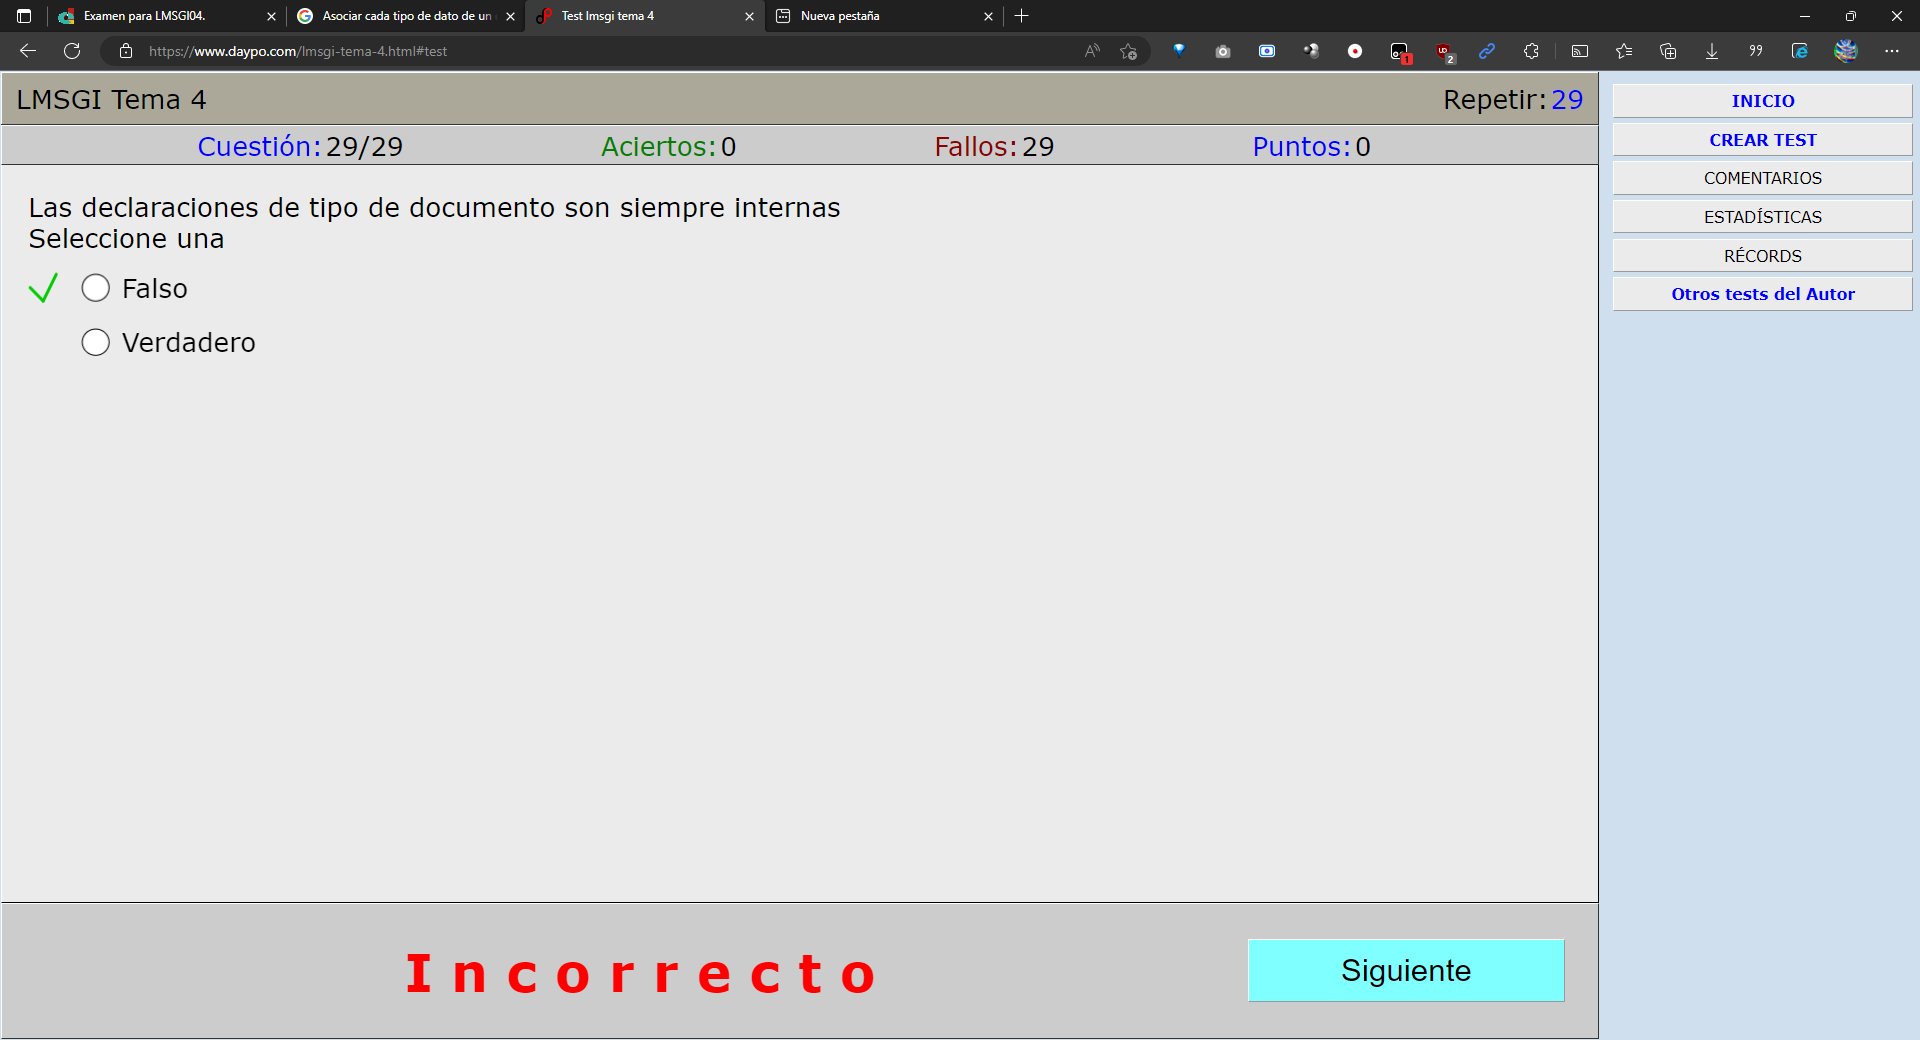 Examen para LMSGI04.
Asociar cada tipo de dato de un
Test lmsgi tema 4
Nueva pestaña
https://www.daypo.com/lmsgi-tema-4.html#test
1
2
LMSGI Tema 4
Repetir: 29
Cuestión: 29/29
Aciertos: 0
Fallos: 29
Puntos: 0
Las declaraciones de tipo de documento son siempre internas
Seleccione una
Falso
Verdadero
Incorrecto
Siguiente
INICIO
CREAR TEST
COMENTARIOS
ESTADÍSTICAS
RÉCORDS
Otros tests del Autor